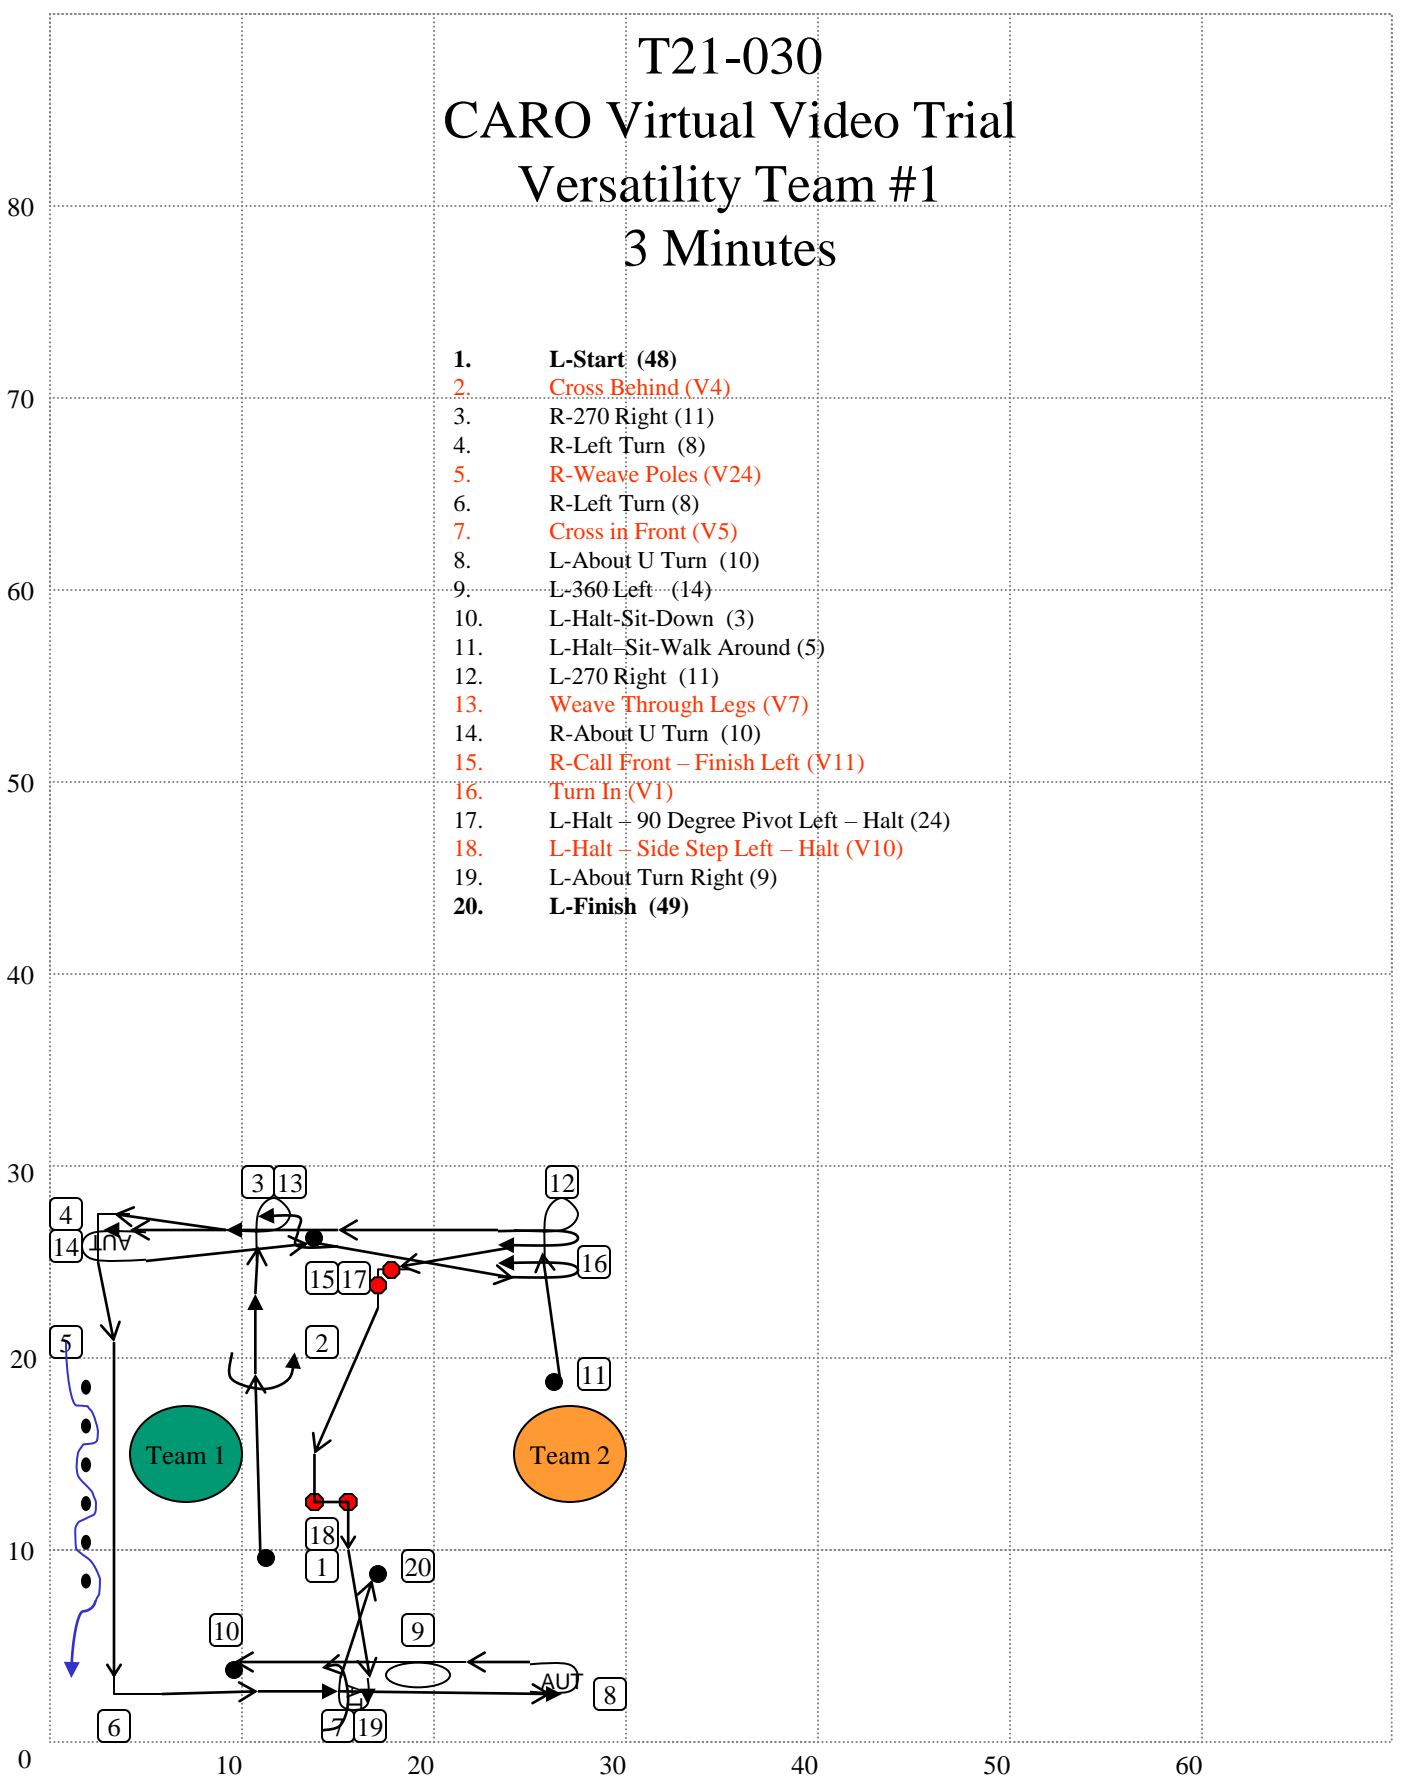 T21-030
CARO Virtual Video Trial
Versatility Team #1
3 Minutes
80
1. L-Start (48)
2. Cross Behind (V4)
70
3. R-270 Right (11)
4. R-Left Turn (8)
5. R-Weave Poles (V24)
6. R-Left Turn (8)
7. Cross in Front (V5)
8. L-About U Turn (10)
60
9. L-360 Left (14)
10. L-Halt-Sit-Down (3)
11. L-Halt–Sit-Walk Around (5)
12. L-270 Right (11)
13. Weave Through Legs (V7)
14. R-About U Turn (10)
15. R-Call Front – Finish Left (V11)
50
16. Turn In (V1)
17. L-Halt – 90 Degree Pivot Left – Halt (24)
18. L-Halt – Side Step Left – Halt (V10)
19. L-About Turn Right (9)
20. L-Finish (49)
40
30
3 13 12
4
14 AUT
16
15 17
5 2
20
11
Team 1 Team 2
18
10
1 20
10 9
AUT
8
6 7 19
0 10 20 30 40 50 60